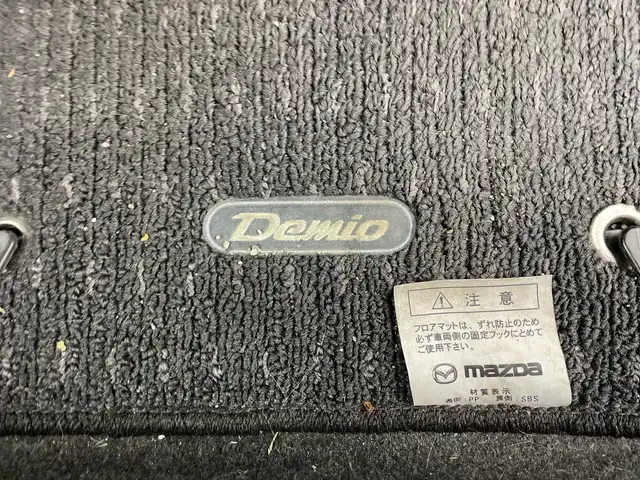 Demio
注意
フロアマットは、ずれ防止のため
必ず車両側の固定フックにとめて
ご使用下さい。
mazda
材質表示
表側:PP 裏側:SBS